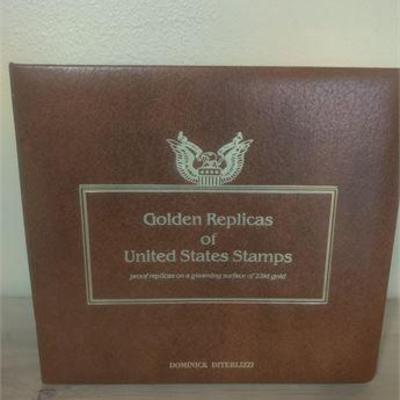 Golden Replicas
of
United States Stamps
proof replicas on a gleaming surface of 22kt gold
DOMINICK DITERLIZZI